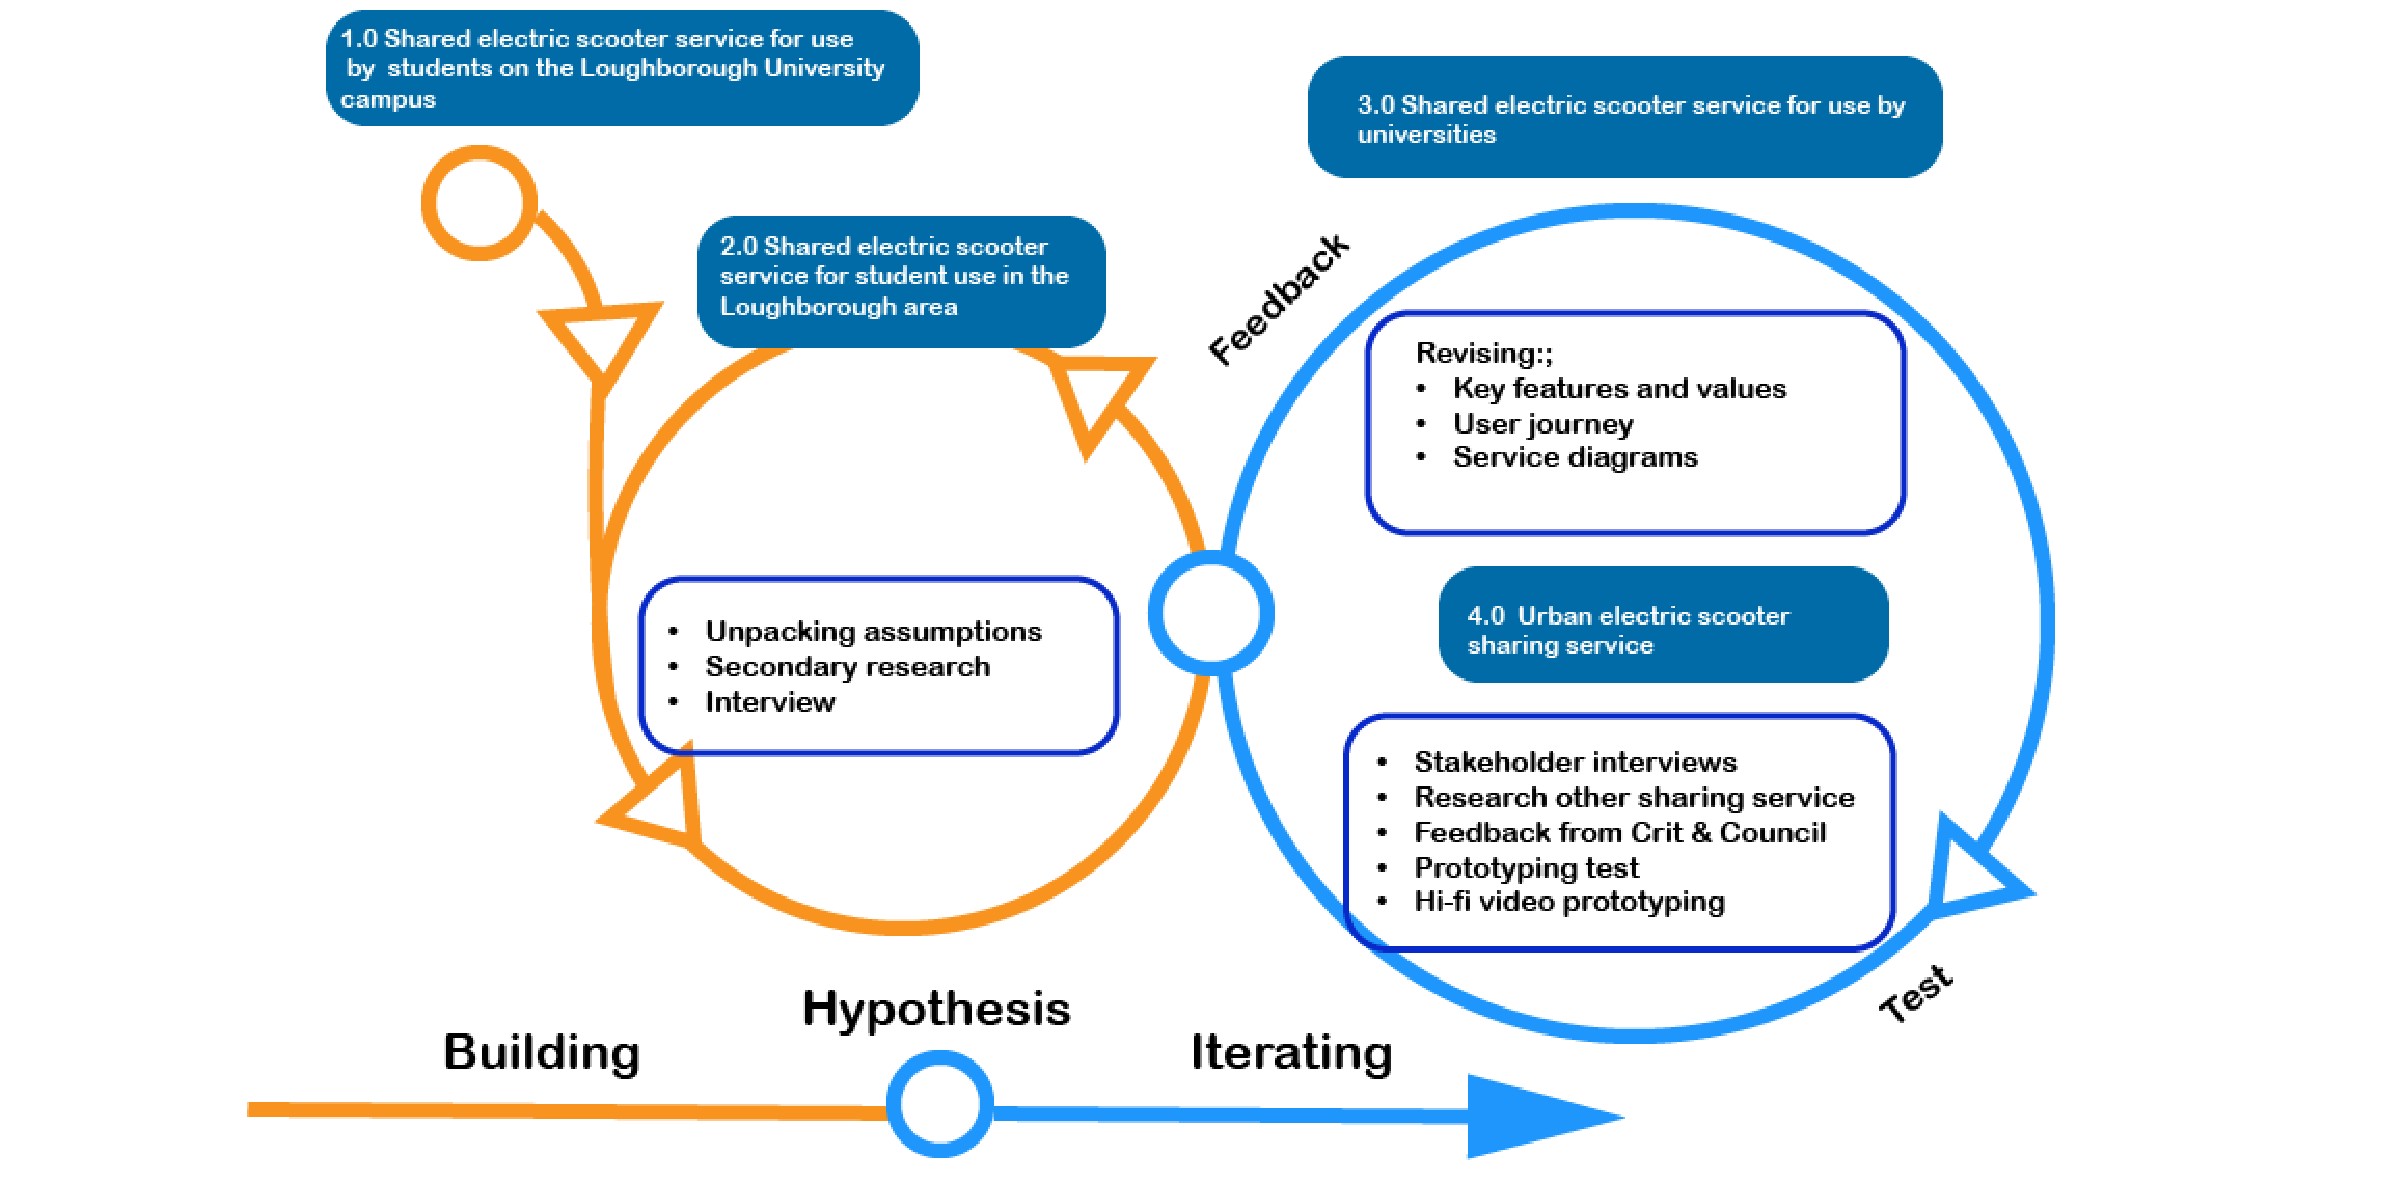 1.0 Shared electric scooter service for use
by students on the Loughborough University
campus
2.0 Shared electric scooter
service for student use in the
Loughborough area
• Unpacking assumptions
• Secondary research
• Interview
3.0 Shared electric scooter service for use by
universities
Feedback
Revising:;
• Key features and values
• User journey
• Service diagrams
4.0 Urban electric scooter
sharing service
• Stakeholder interviews
• Research other sharing service
• Feedback from Crit & Council
• Prototyping test
• Hi-fi video prototyping
Test
Building
Hypothesis
Iterating